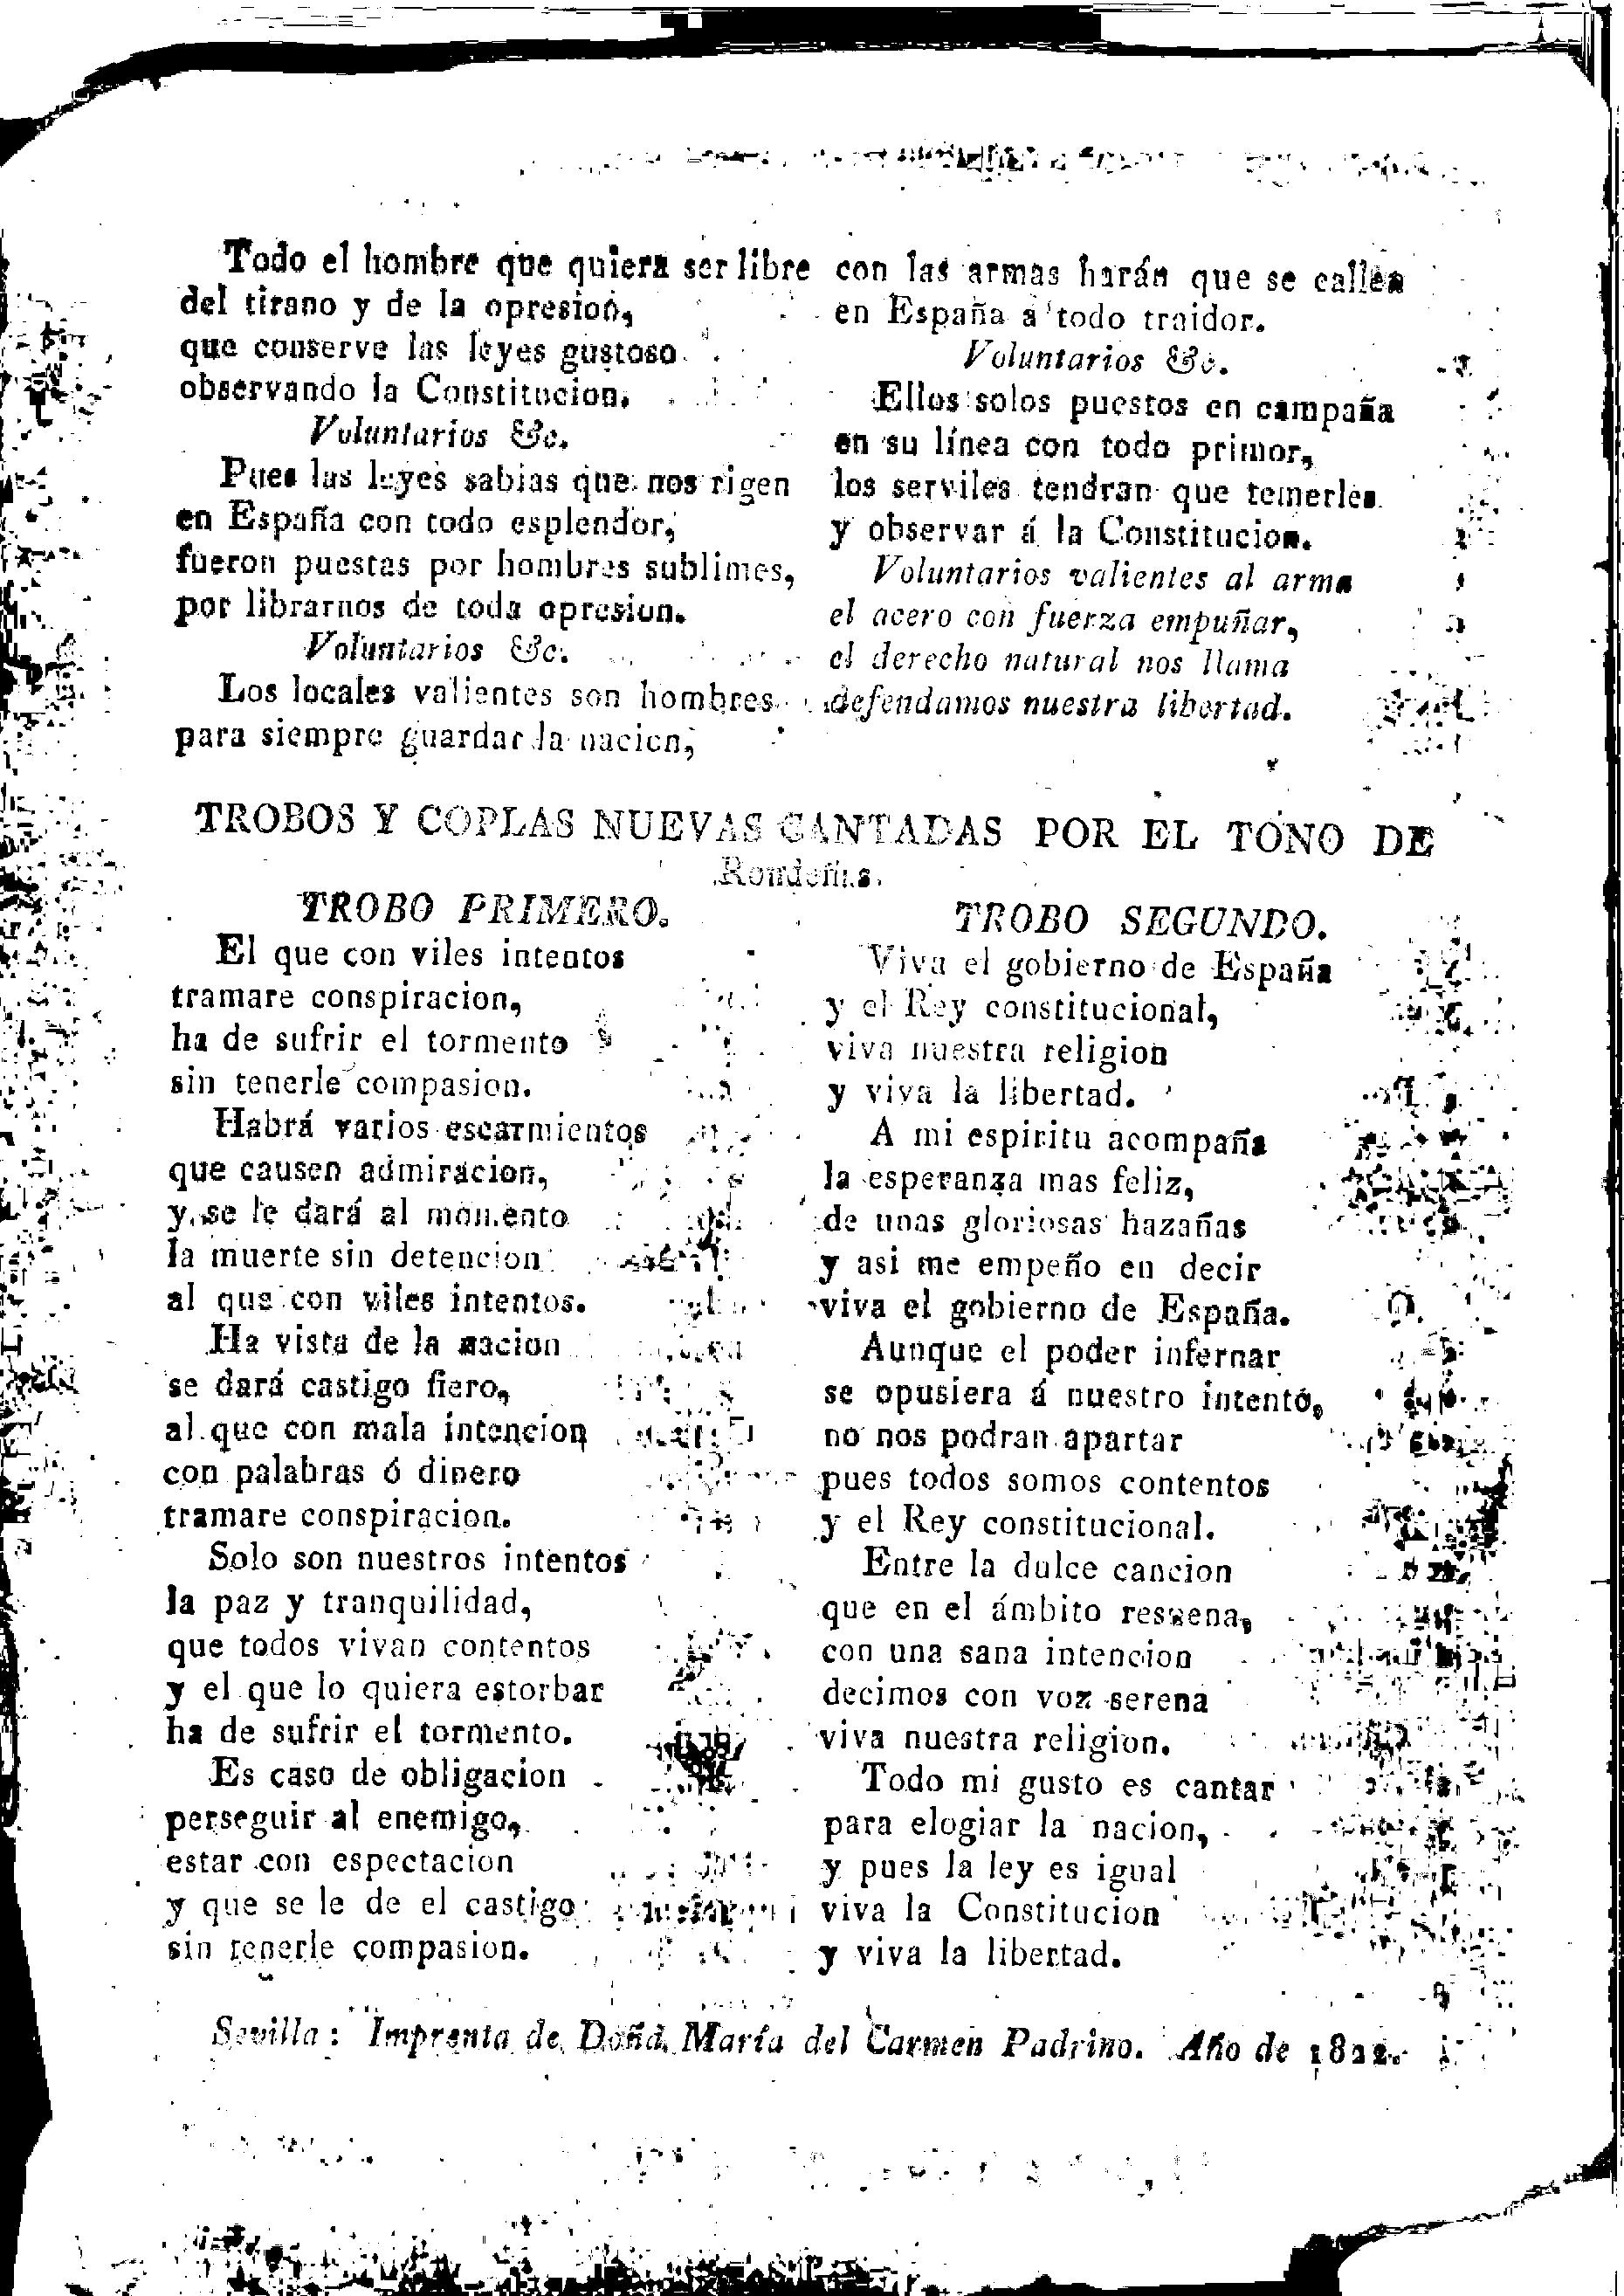 Todo el hombre que quiera ser libre
del tirano y de la opresion,
que conserve las leyes gustoso
observando la Constitucion.
Voluntarios &c.
Pues las leyes sabias que nos rigen
en España con todo esplendor,
fueron puestas por hombres sublimes,
por librarnos de toda opresion.
Voluntarios &c.
Los locales valientes son hombres
para siempre guardar la nacion,
con las armas harán que se callen
en España á todo traidor.
Voluntarios &c.
Ellos solos puestos en campaña
en su línea con todo primor,
los serviles tendran que temerles
y observar á la Constitucion.
Voluntarios valientes al arma
el acero con fuerza empuñar,
el derecho natural nos llama
defendamos nuestra libertad.
TROBOS Y COPLAS NUEVAS CANTADAS POR EL TONO DE
Rondeñas.
TROBO PRIMERO.
El que con viles intentos
tramare conspiracion,
ha de sufrir el tormento
sin tenerle compasion.
Habrá varios escarmientos
que causen admiracion,
y se le dará al momento
la muerte sin detencion
al que con viles intentos.
Ha vista de la nacion
se dará castigo fiero,
al que con mala intencion
con palabras ó dinero
tramare conspiracion.
Solo son nuestros intentos
la paz y tranquilidad,
que todos vivan contentos
y el que lo quiera estorbar
ha de sufrir el tormento.
Es caso de obligacion
perseguir al enemigo,
estar con espectacion
y que se le de el castigo
sin tenerle compasion.
TROBO SEGUNDO.
Viva el gobierno de España
y el Rey constitucional,
viva nuestra religion
y viva la libertad.
A mi espiritu acompaña
la esperanza mas feliz,
de unas gloriosas hazañas
y asi me empeño en decir
viva el gobierno de España.
Aunque el poder infernar
se opusiera á nuestro intento,
no nos podran apartar
pues todos somos contentos
y el Rey constitucional.
Entre la dulce cancion
que en el ámbito resuena,
con una sana intencion
decimos con voz serena
viva nuestra religion.
Todo mi gusto es cantar
para elogiar la nacion,
y pues la ley es igual
viva la Constitucion
y viva la libertad.
Sevilla: Imprenta de Doña María del Carmen Padrino. Año de 1822.